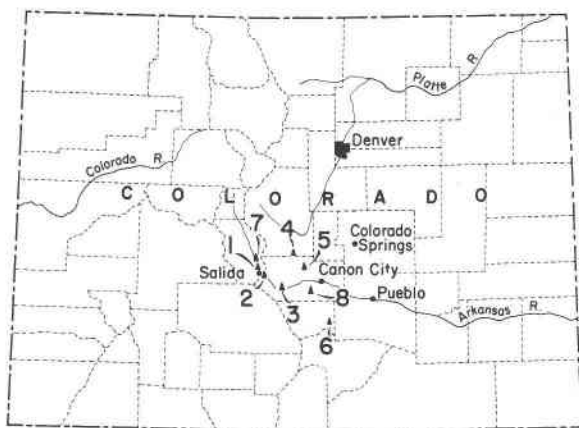 Platte R.
Denver
Colorado R.
C O L O R A D O
7
4
5
Colorado Springs
1
Salida
Canon City
2
3
8
Pueblo
Arkansas R.
6